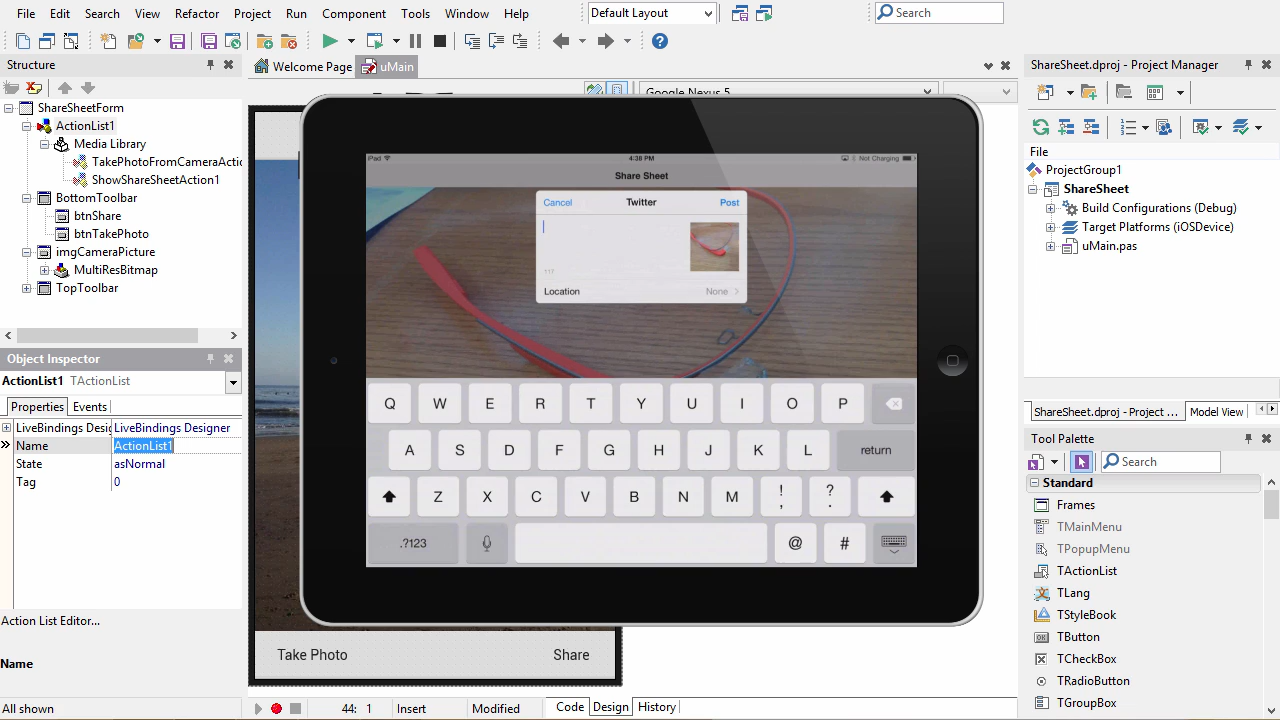 File Edit Search View Refactor Project Run Component Tools Window Help
Default Layout
Search
Structure
Welcome Page
uMain
ShareSheet.dproj - Project Manager
Google Nexus 5
ShareSheetForm
ActionList1
Media Library
TakePhotoFromCameraActio
ShowShareSheetAction1
BottomToolbar
btnShare
btnTakePhoto
imgCameraPicture
MultiResBitmap
TopToolbar
Object Inspector
ActionList1 TActionList
Properties Events
LiveBindings Desig LiveBindings Designer
Name ActionList1
State asNormal
Tag 0
Action List Editor...
Name
All shown
iPad 4:38 PM Not Charging
Share Sheet
Cancel Twitter Post
117
Location None
Q W E R T Y U I O P
A S D F G H J K L return
Z X C V B N M ! , ? .
.?123 @ #
Take Photo Share
44: 1 Insert Modified Code Design History
File
ProjectGroup1
ShareSheet
Build Configurations (Debug)
Target Platforms (iOSDevice)
uMain.pas
ShareSheet.dproj - Project ... Model View
Tool Palette
Search
Standard
Frames
TMainMenu
TPopupMenu
TActionList
TLang
TStyleBook
TButton
TCheckBox
TRadioButton
TGroupBox